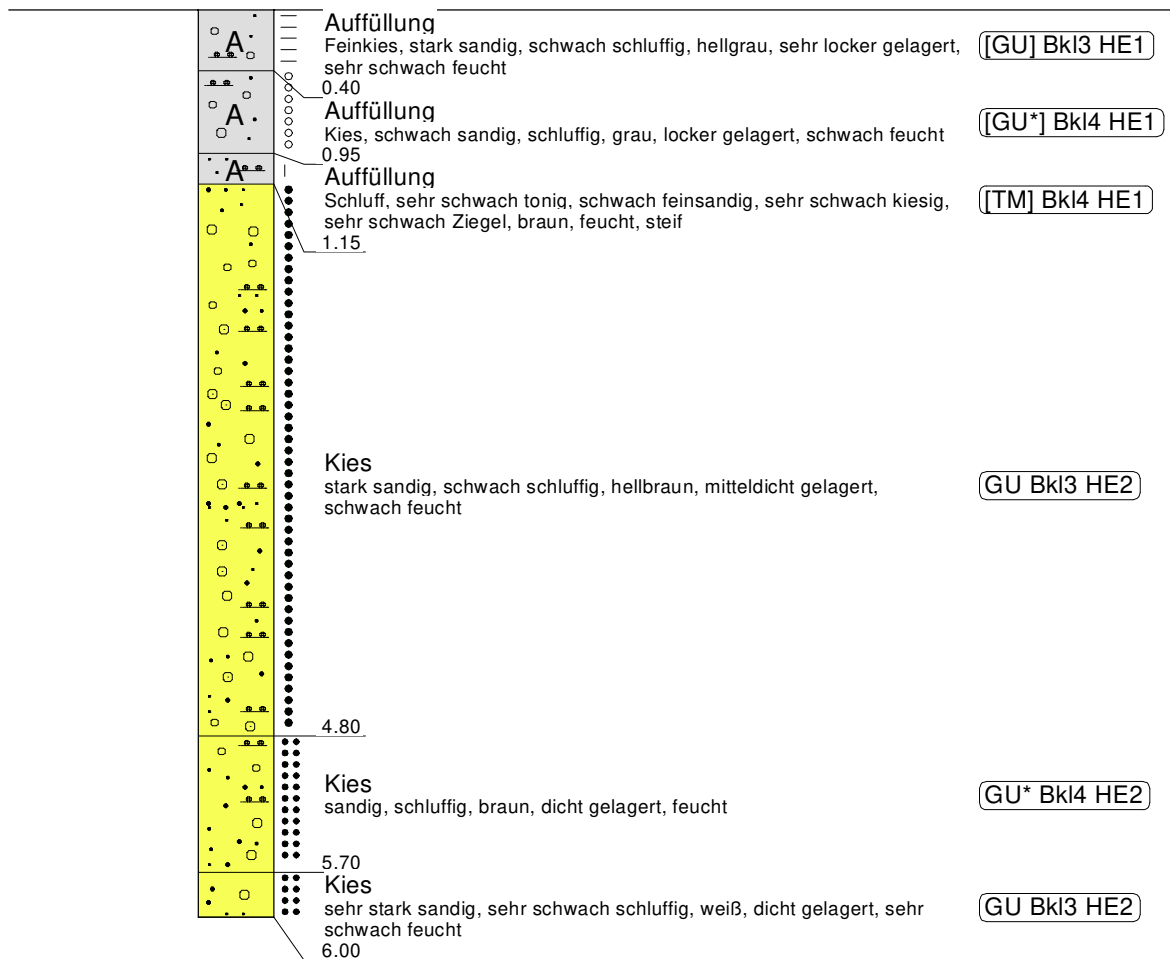 Auffüllung
Feinkies, stark sandig, schwach schluffig, hellgrau, sehr locker gelagert,
sehr schwach feucht
[GU] Bkl3 HE1
A
0.40
Auffüllung
Kies, schwach sandig, schluffig, grau, locker gelagert, schwach feucht
[GU*] Bkl4 HE1
A
0.95
Auffüllung
Schluff, sehr schwach tonig, schwach feinsandig, sehr schwach kiesig,
sehr schwach Ziegel, braun, feucht, steif
[TM] Bkl4 HE1
A
1.15
Kies
stark sandig, schwach schluffig, hellbraun, mitteldicht gelagert,
schwach feucht
GU Bkl3 HE2
4.80
Kies
sandig, schluffig, braun, dicht gelagert, feucht
GU* Bkl4 HE2
5.70
Kies
sehr stark sandig, sehr schwach schluffig, weiß, dicht gelagert, sehr
schwach feucht
GU Bkl3 HE2
6.00